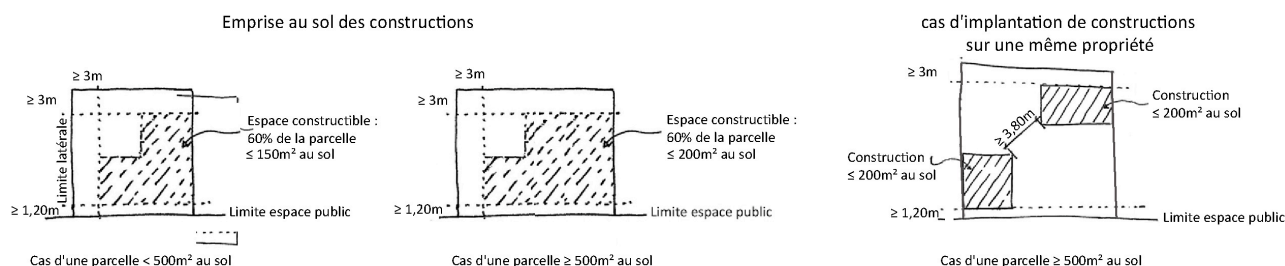 Emprise au sol des constructions
≥ 3m
≥ 3m
Limite latérale
Espace constructible :
60% de la parcelle
≤ 150m² au sol
≥ 1,20m
Limite espace public
Cas d'une parcelle < 500m² au sol
≥ 3m
≥ 3m
Espace constructible :
60% de la parcelle
≤ 200m² au sol
≥ 1,20m
Limite espace public
Cas d'une parcelle ≥ 500m² au sol
cas d'implantation de constructions
sur une même propriété
≥ 3m
Construction
≤ 200m² au sol
≥ 3,80m
Construction
≤ 200m² au sol
≥ 1,20m
Limite espace public
Cas d'une parcelle ≥ 500m² au sol